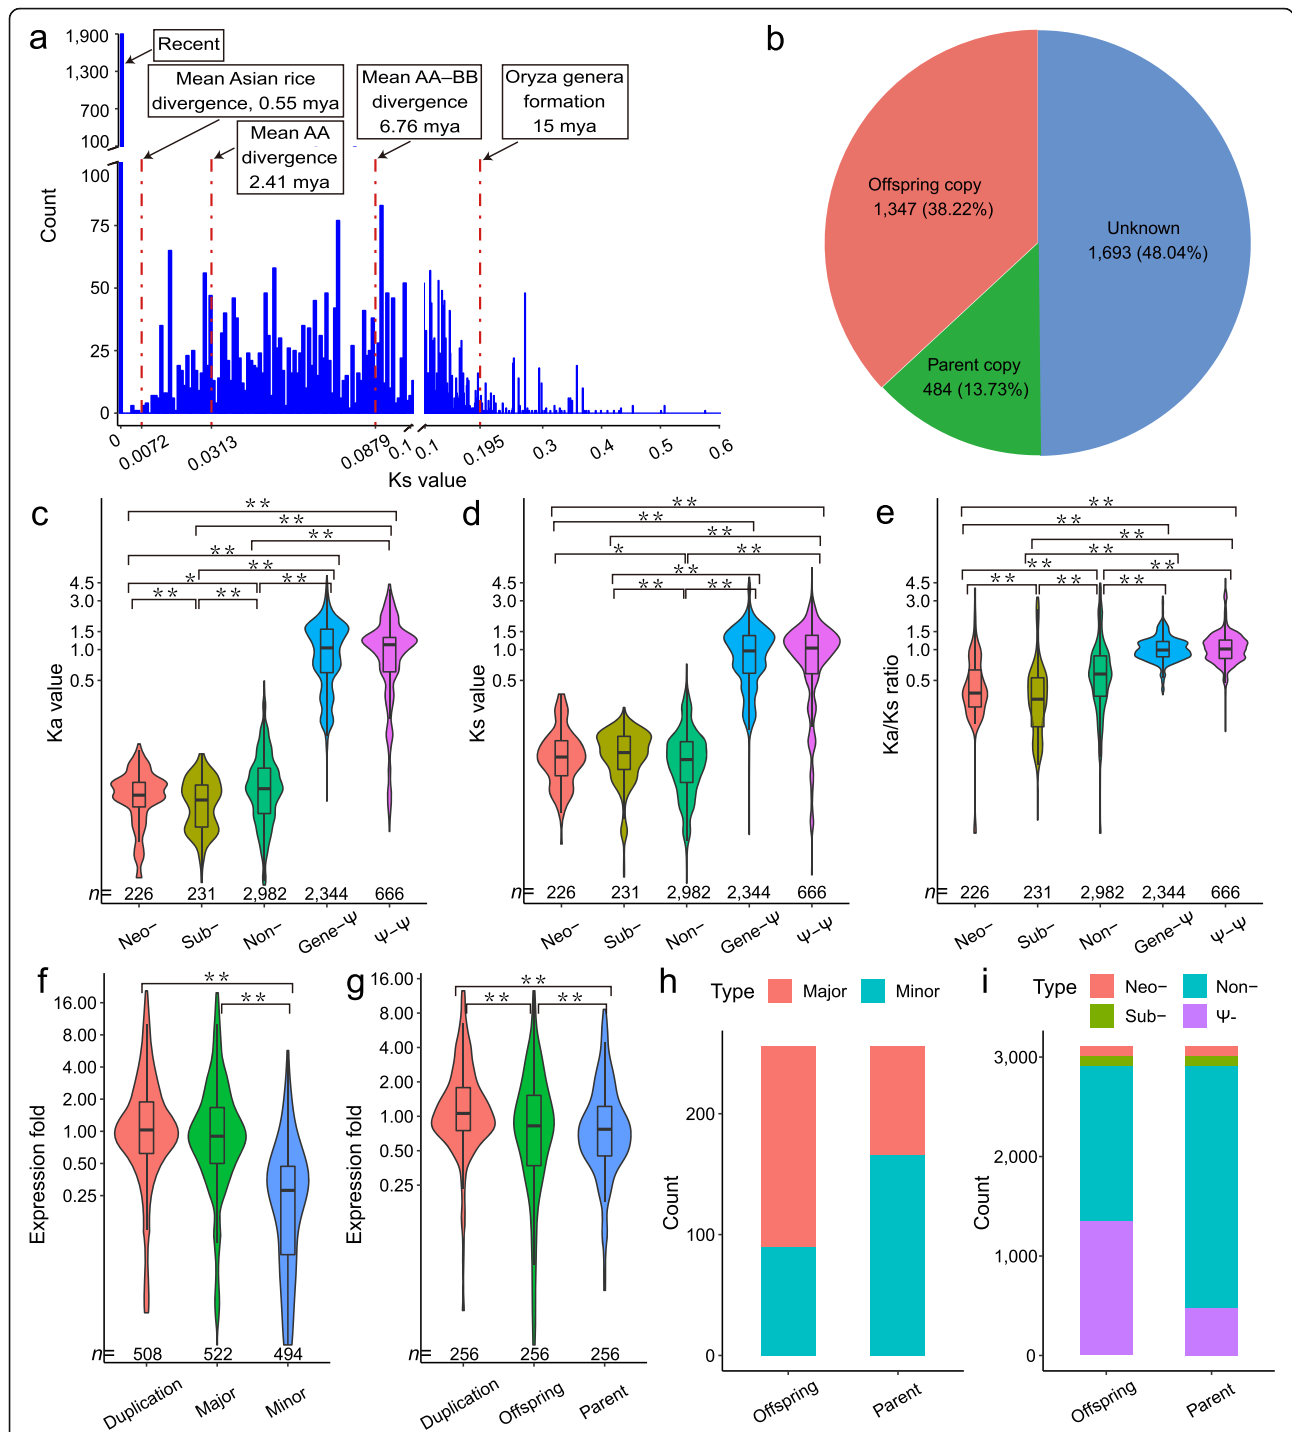 a
1,900
1,300
700
100
100
75
50
25
0
Count
Recent
Mean Asian rice
divergence, 0.55 mya
Mean AA
divergence
2.41 mya
Mean AA–BB
divergence
6.76 mya
Oryza genera
formation
15 mya
0
0.0072
0.0313
0.0879
0.1
0.1
0.195
0.3
0.4
0.5
0.6
Ks value
b
Offspring copy
1,347 (38.22%)
Unknown
1,693 (48.04%)
Parent copy
484 (13.73%)
c
**
**
**
**
**
*
**
**
**
4.5
3.0
1.5
1.0
0.5
Ka value
n= 226 231 2,982 2,344 666
Neo– Sub– Non– Gene–Ψ Ψ–Ψ
d
**
**
**
*
**
**
**
**
Ks value
n= 226 231 2,982 2,344 666
Neo– Sub– Non– Gene–Ψ Ψ–Ψ
e
**
**
**
**
**
**
**
**
**
4.5
3.0
1.5
1.0
0.5
Ka/Ks ratio
n= 226 231 2,982 2,344 666
Neo– Sub– Non– Gene–Ψ Ψ–Ψ
f
**
**
16.00
8.00
4.00
2.00
1.00
0.50
0.25
Expression fold
n= 508 522 494
Duplication Major Minor
g
**
**
**
16.00
8.00
4.00
2.00
1.00
0.50
0.25
Expression fold
n= 256 256 256
Duplication Offspring Parent
h
Type Major Minor
200
100
0
Count
Offspring Parent
i
Type Neo– Non–
Sub– Ψ-
3,000
2,000
1,000
0
Count
Offspring Parent